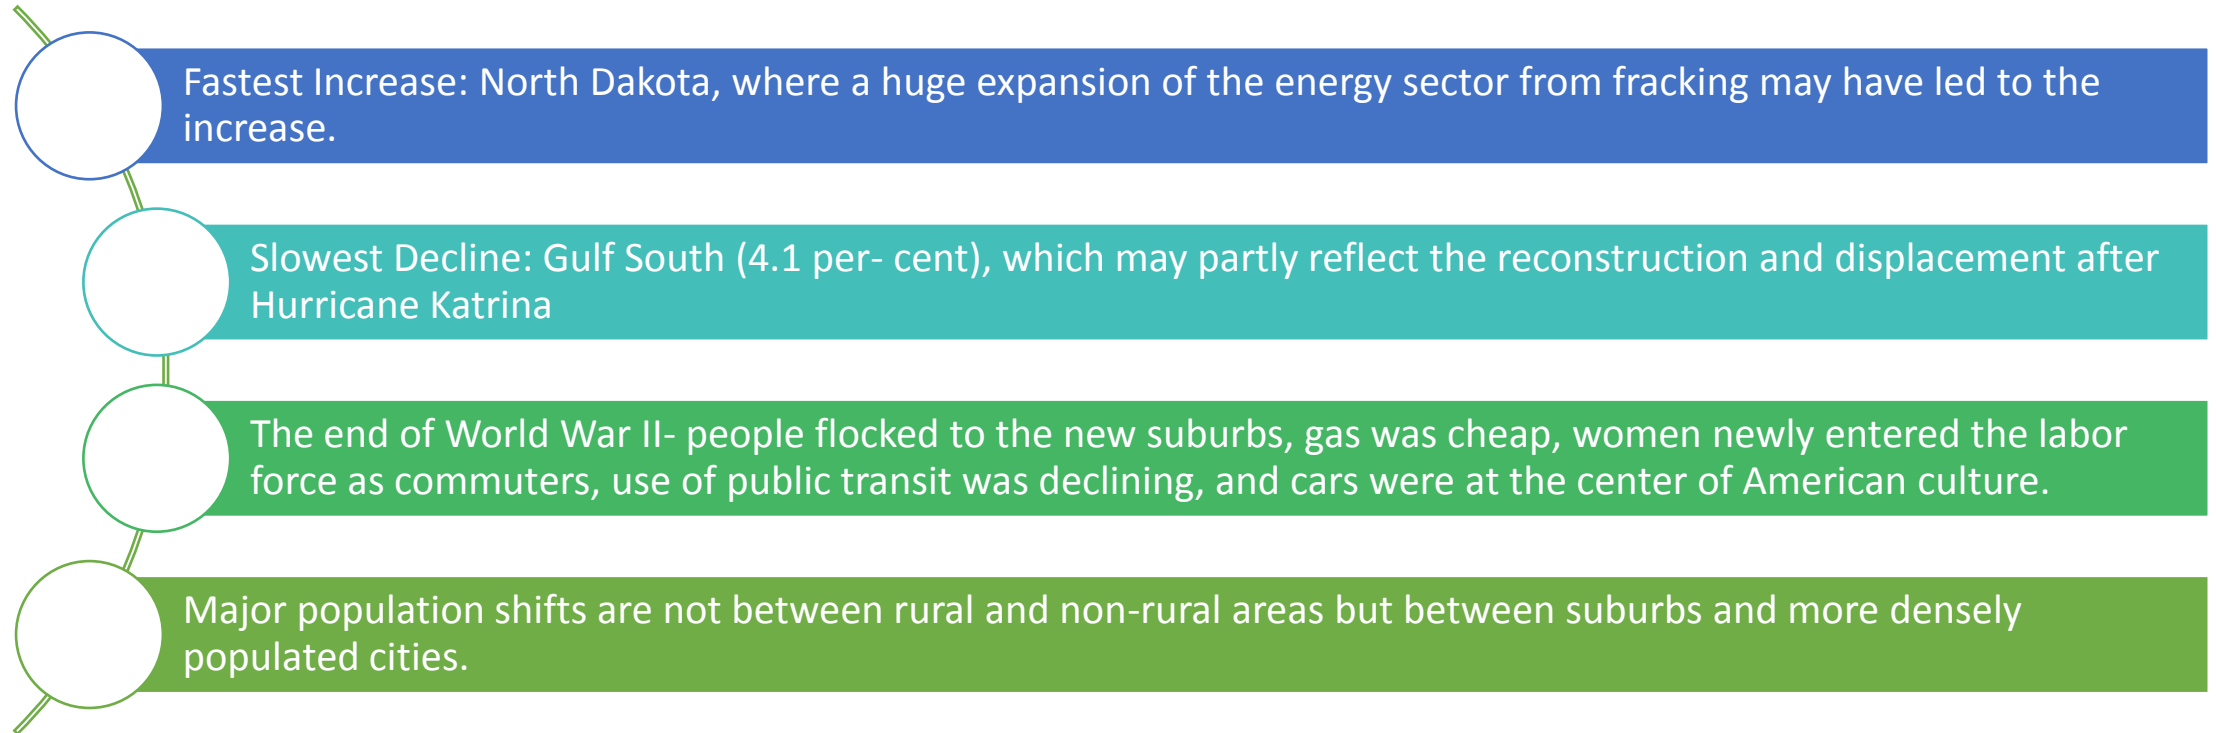 Fastest Increase: North Dakota, where a huge expansion of the energy sector from fracking may have led to the
increase.
Slowest Decline: Gulf South (4.1 per- cent), which may partly reflect the reconstruction and displacement after
Hurricane Katrina
The end of World War II- people flocked to the new suburbs, gas was cheap, women newly entered the labor
force as commuters, use of public transit was declining, and cars were at the center of American culture.
Major population shifts are not between rural and non-rural areas but between suburbs and more densely
populated cities.